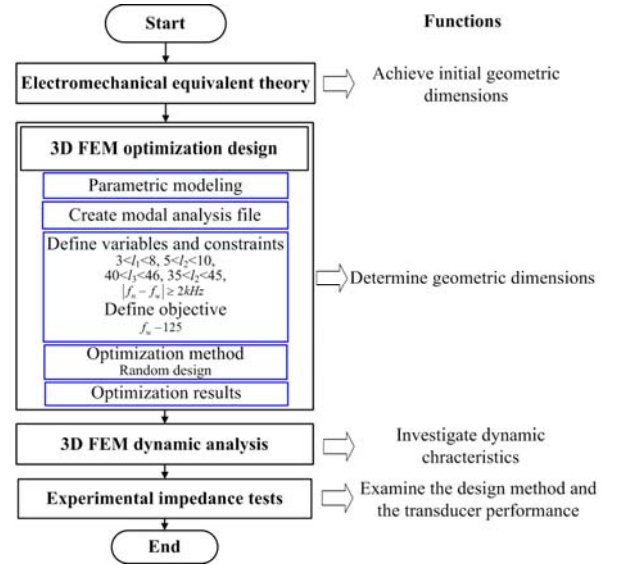 Start
Functions
Electromechanical equivalent theory
Achieve initial geometric
dimensions
3D FEM optimization design
Parametric modeling
Create modal analysis file
Define variables and constraints
3<l₁<8, 5<l₂<10,
40<l₃<46, 35<l₂<45,
|fₙ − fᵤ| ≥ 2kHz
Define objective
fᵤ −125
Optimization method
Random design
Optimization results
Determine geometric dimensions
3D FEM dynamic analysis
Investigate dynamic
chracteristics
Experimental impedance tests
Examine the design method and
the transducer performance
End